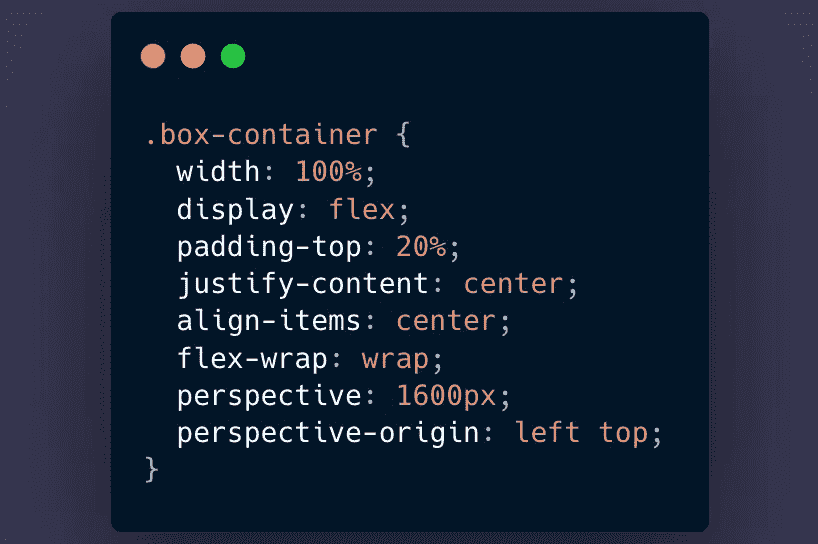 .box-container {
  width: 100%;
  display: flex;
  padding-top: 20%;
  justify-content: center;
  align-items: center;
  flex-wrap: wrap;
  perspective: 1600px;
  perspective-origin: left top;
}